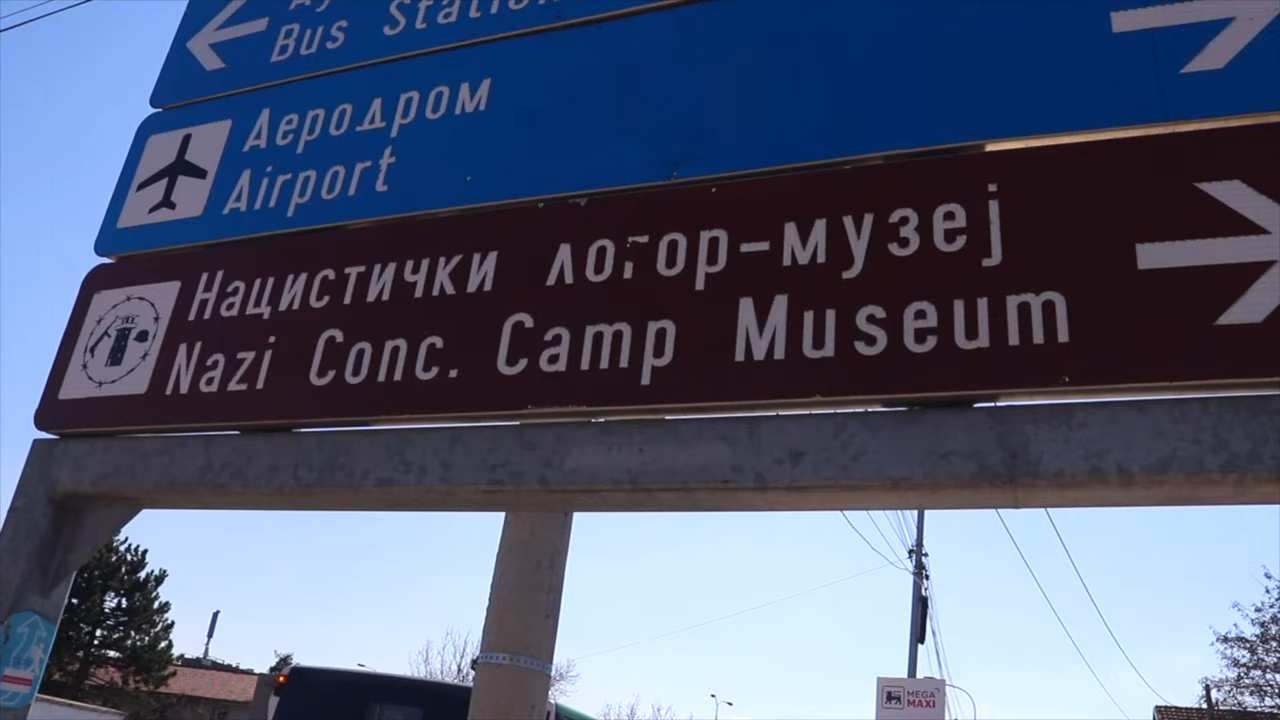 Bus Station
Аеродром
Airport
Нацистички логор-музеј
Nazi Conc. Camp Museum
MEGA
MAXI